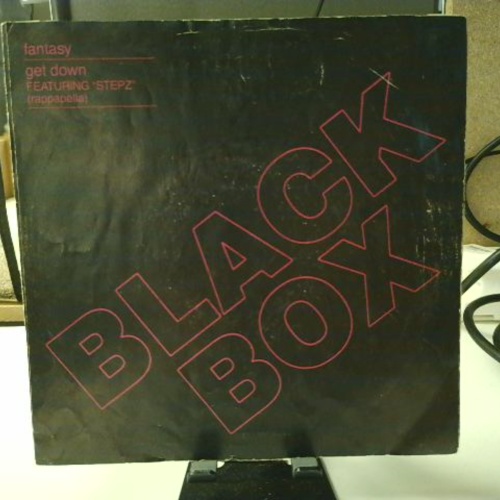 fantasy
get down
FEATURING "STEPZ"
(rappapella)
BLACK
BOX